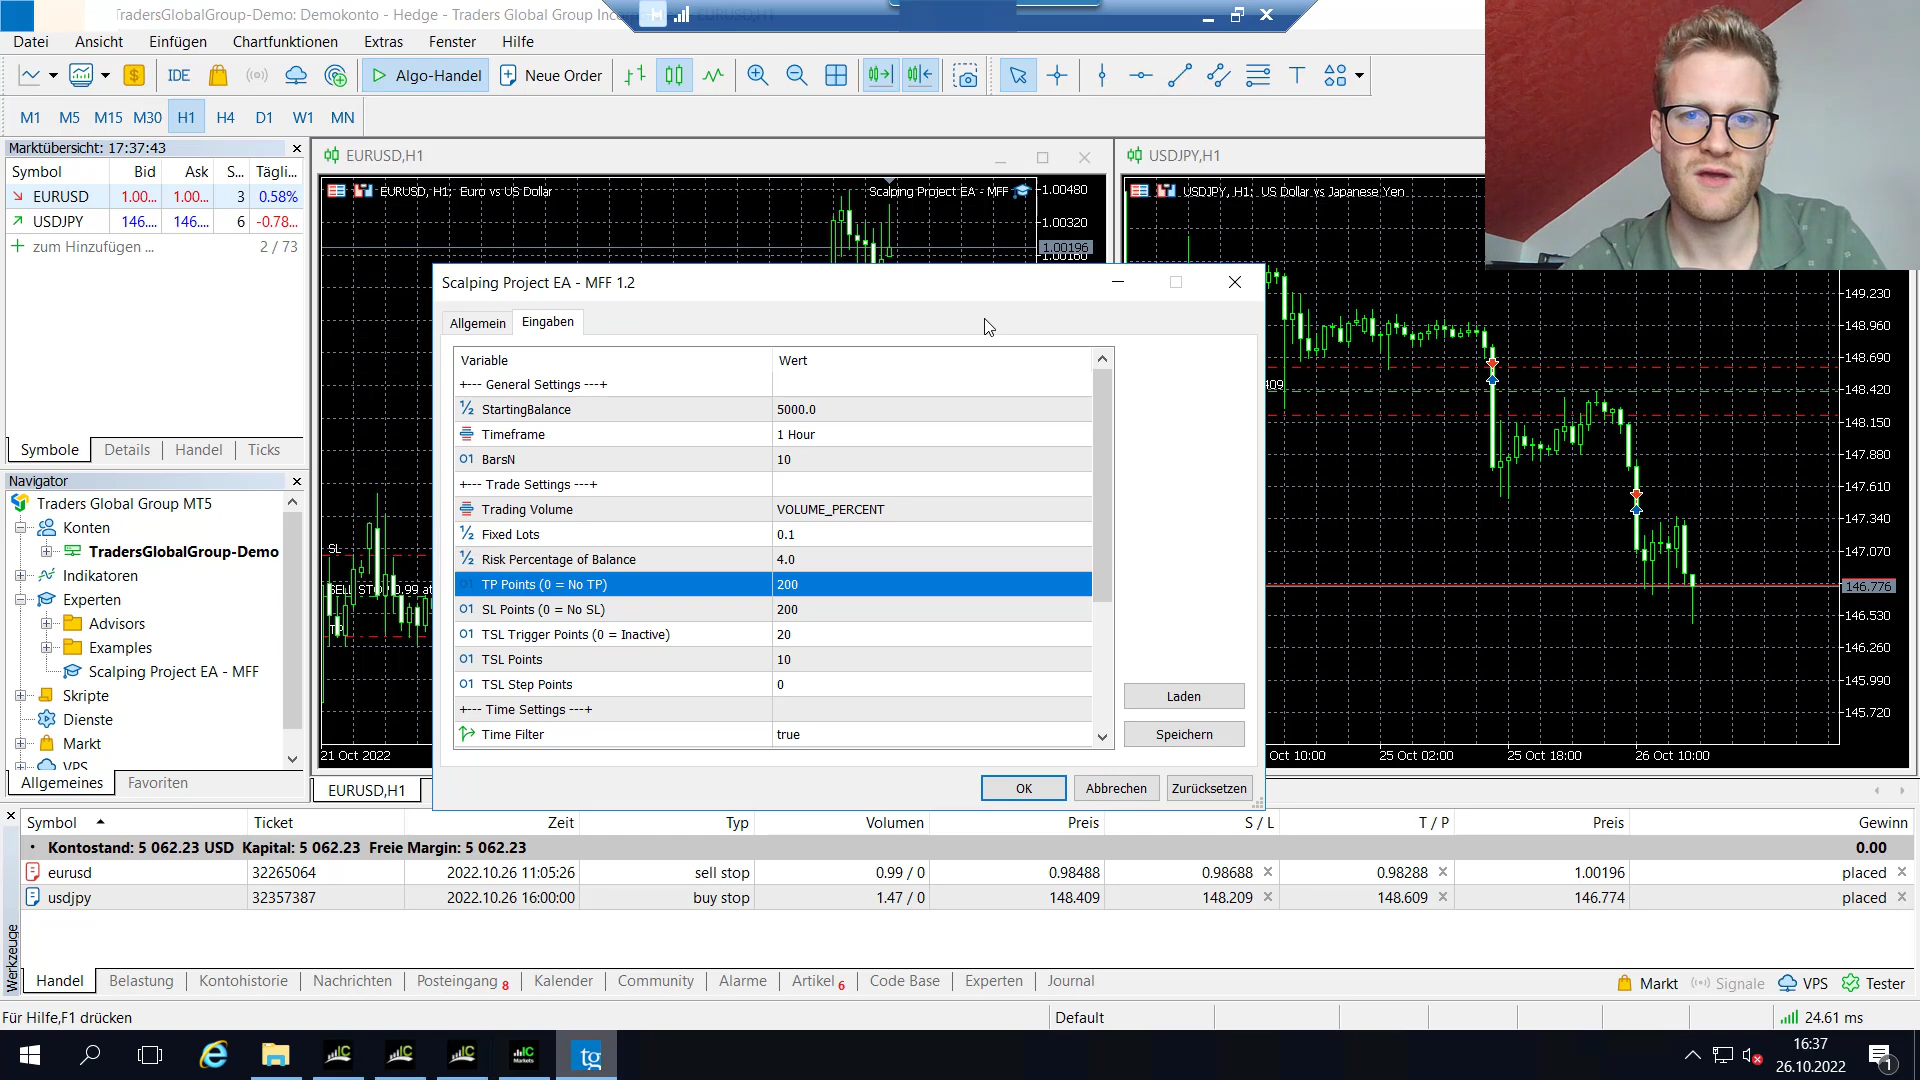 TradersGlobalGroup-Demo: Demokonto - Hedge - Traders Global Group Inc
Datei Ansicht Einfügen Chartfunktionen Extras Fenster Hilfe
IDE Algo-Handel Neue Order
M1 M5 M15 M30 H1 H4 D1 W1 MN
Marktübersicht: 17:37:43
Symbol Bid Ask S... Tägli...
EURUSD 1.00... 1.00... 3 0.58%
USDJPY 146.... 146.... 6 -0.78...
zum Hinzufügen ... 2 / 73
Symbole Details Handel Ticks
Navigator
Traders Global Group MT5
Konten
TradersGlobalGroup-Demo
Indikatoren
Experten
Advisors
Examples
Scalping Project EA - MFF
Skripte
Dienste
Markt
VPS
Allgemeines Favoriten
EURUSD,H1
EURUSD, H1: Euro vs US Dollar
Scalping Project EA - MFF
1.00480
1.00320
1.00196
1.00160
SL
SELL STO 0.99 at
TP
21 Oct 2022
EURUSD,H1
USDJPY,H1
USDJPY, H1: US Dollar vs Japanese Yen
409
149.230
148.960
148.690
148.420
148.150
147.880
147.610
147.340
147.070
146.776
146.530
146.260
145.990
145.720
Oct 10:00 25 Oct 02:00 25 Oct 18:00 26 Oct 10:00
Scalping Project EA - MFF 1.2
Allgemein Eingaben
Variable Wert
+--- General Settings ---+
StartingBalance 5000.0
Timeframe 1 Hour
BarsN 10
+--- Trade Settings ---+
Trading Volume VOLUME_PERCENT
Fixed Lots 0.1
Risk Percentage of Balance 4.0
TP Points (0 = No TP) 200
SL Points (0 = No SL) 200
TSL Trigger Points (0 = Inactive) 20
TSL Points 10
TSL Step Points 0
+--- Time Settings ---+
Time Filter true
Laden
Speichern
OK Abbrechen Zurücksetzen
Symbol Ticket Zeit Typ Volumen Preis S / L T / P Preis Gewinn
Kontostand: 5 062.23 USD Kapital: 5 062.23 Freie Margin: 5 062.23 0.00
eurusd 32265064 2022.10.26 11:05:26 sell stop 0.99 / 0 0.98488 0.98688 0.98288 1.00196 placed
usdjpy 32357387 2022.10.26 16:00:00 buy stop 1.47 / 0 148.409 148.209 148.609 146.774 placed
Werkzeuge
Handel Belastung Kontohistorie Nachrichten Posteingang 8 Kalender Community Alarme Artikel 6 Code Base Experten Journal
Markt Signale VPS Tester
Für Hilfe,F1 drücken Default 24.61 ms
tg
16:37
26.10.2022
1